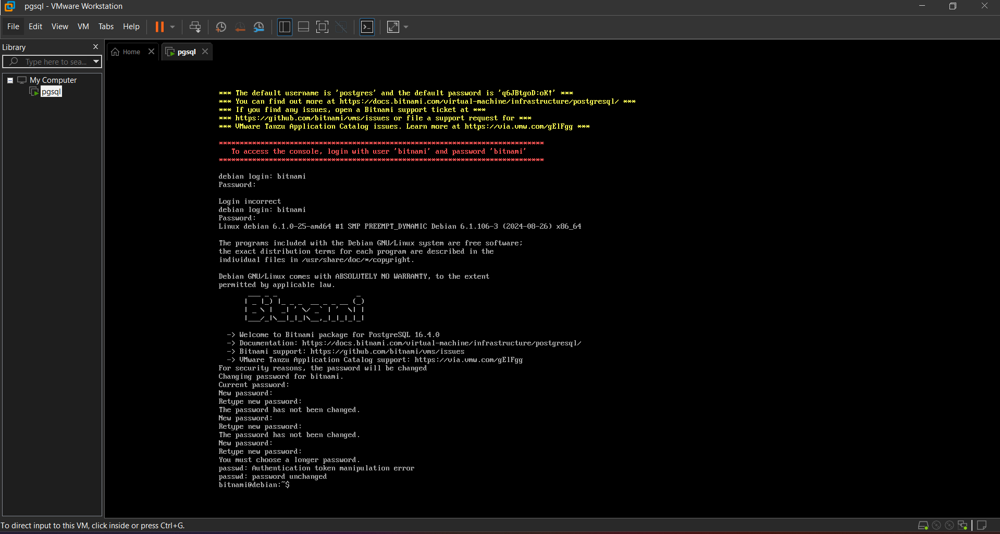 pgsql - VMware Workstation
File Edit View VM Tabs Help
Library
Home
pgsql
Type here to sea...
My Computer
pgsql
*** The default username is 'postgres' and the default password is 'q6JBtgoD:oK!' ***
*** You can find out more at https://docs.bitnami.com/virtual-machine/infrastructure/postgresql/ ***
*** If you find any issues, open a Bitnami support ticket at ***
*** https://github.com/bitnami/vms/issues or file a support request for ***
*** VMware Tanzu Application Catalog issues. Learn more at https://via.vmw.com/gElFgg ***
******************************************************************************
To access the console, login with user 'bitnami' and password 'bitnami'
******************************************************************************
debian login: bitnami
Password:
Login incorrect
debian login: bitnami
Password:
Linux debian 6.1.0-25-amd64 #1 SMP PREEMPT_DYNAMIC Debian 6.1.106-3 (2024-08-26) x86_64
The programs included with the Debian GNU/Linux system are free software;
the exact distribution terms for each program are described in the
individual files in /usr/share/doc/*/copyright.
Debian GNU/Linux comes with ABSOLUTELY NO WARRANTY, to the extent
permitted by applicable law.
Bitnami
-> Welcome to Bitnami package for PostgreSQL 16.4.0
-> Documentation: https://docs.bitnami.com/virtual-machine/infrastructure/postgresql/
-> Bitnami support: https://github.com/bitnami/vms/issues
-> VMware Tanzu Application Catalog support: https://via.vmw.com/gElFgg
For security reasons, the password will be changed
Changing password for bitnami.
Current password:
New password:
Retype new password:
The password has not been changed.
New password:
Retype new password:
The password has not been changed.
New password:
Retype new password:
You must choose a longer password.
passwd: Authentication token manipulation error
passwd: password unchanged
bitnami@debian:~$
To direct input to this VM, click inside or press Ctrl+G.